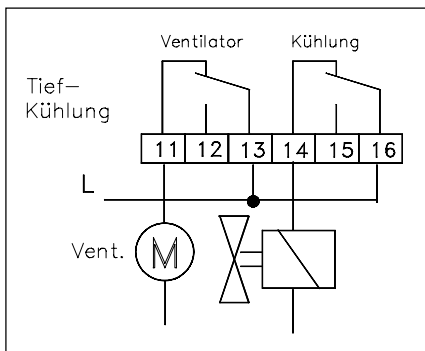 Ventilator Kühlung
Tief-
Kühlung
11 12 13 14 15 16
L
Vent. M